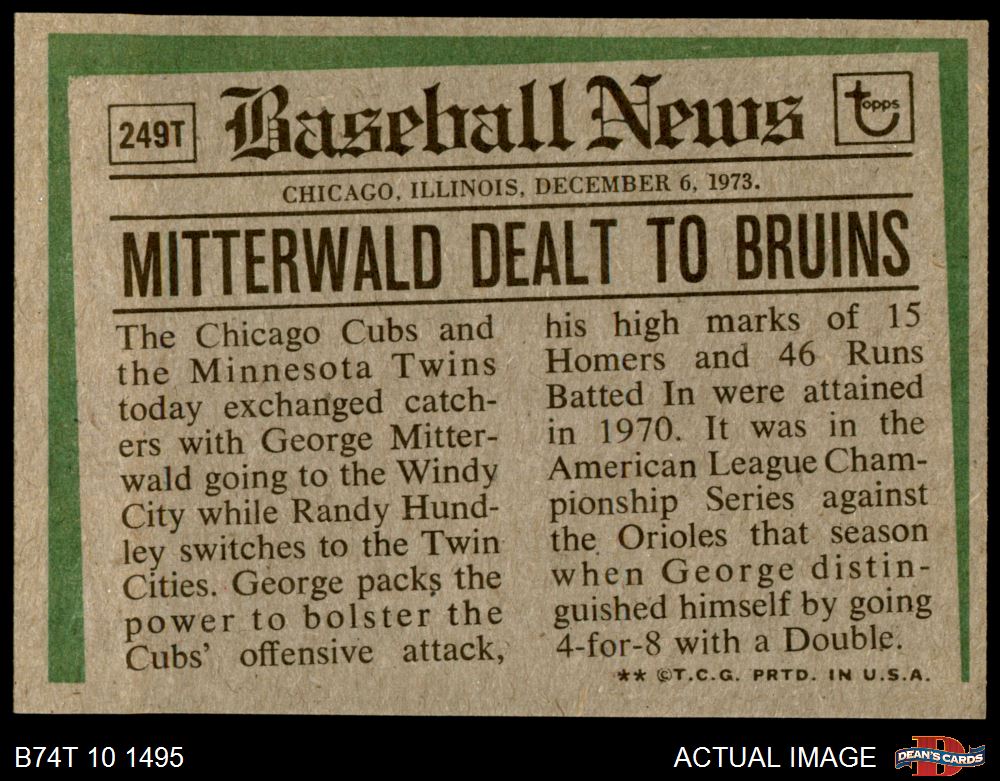 249T
Baseball News
topps
CHICAGO, ILLINOIS, DECEMBER 6, 1973.
MITTERWALD DEALT TO BRUINS
The Chicago Cubs and
the Minnesota Twins
today exchanged catch-
ers with George Mitter-
wald going to the Windy
City while Randy Hund-
ley switches to the Twin
Cities. George packs the
power to bolster the
Cubs' offensive attack,
his high marks of 15
Homers and 46 Runs
Batted In were attained
in 1970. It was in the
American League Cham-
pionship Series against
the Orioles that season
when George distin-
guished himself by going
4-for-8 with a Double.
** ©T.C.G. PRTD. IN U.S.A.
B74T 10 1495
ACTUAL IMAGE
D
DEAN'S CARDS